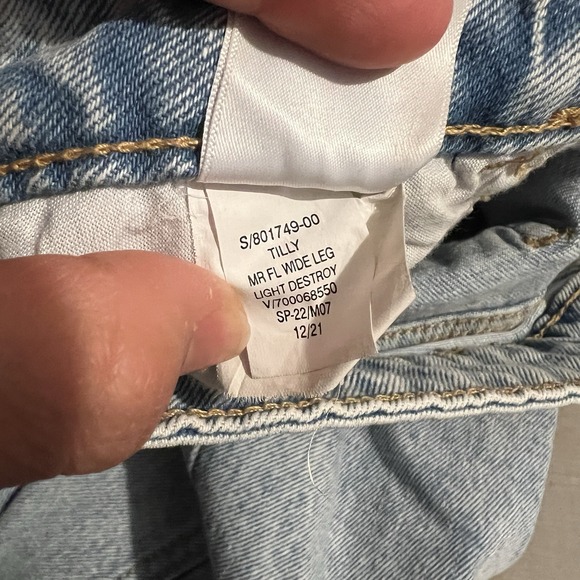 S/801749-00
TILLY
MR FL WIDE LEG
LIGHT DESTROY
V/700068550
SP-22/M07
12/21